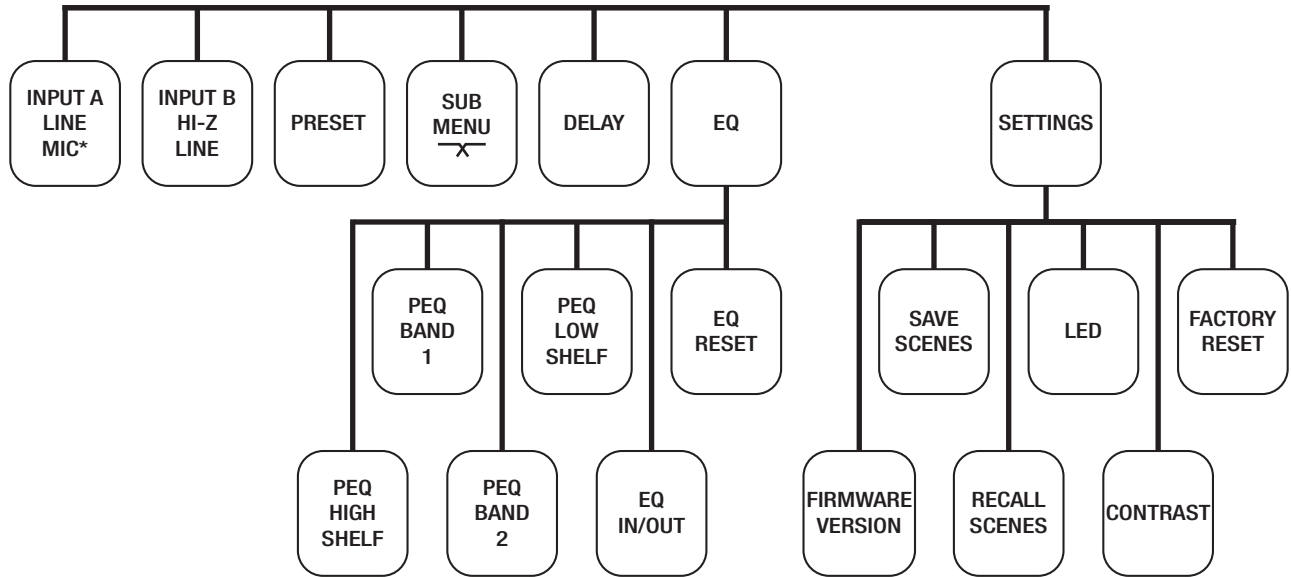 INPUT A
LINE
MIC*
INPUT B
HI-Z
LINE
PRESET
SUB
MENU
DELAY
EQ
SETTINGS
PEQ
BAND
1
PEQ
LOW
SHELF
EQ
RESET
SAVE
SCENES
LED
FACTORY
RESET
PEQ
HIGH
SHELF
PEQ
BAND
2
EQ
IN/OUT
FIRMWARE
VERSION
RECALL
SCENES
CONTRAST